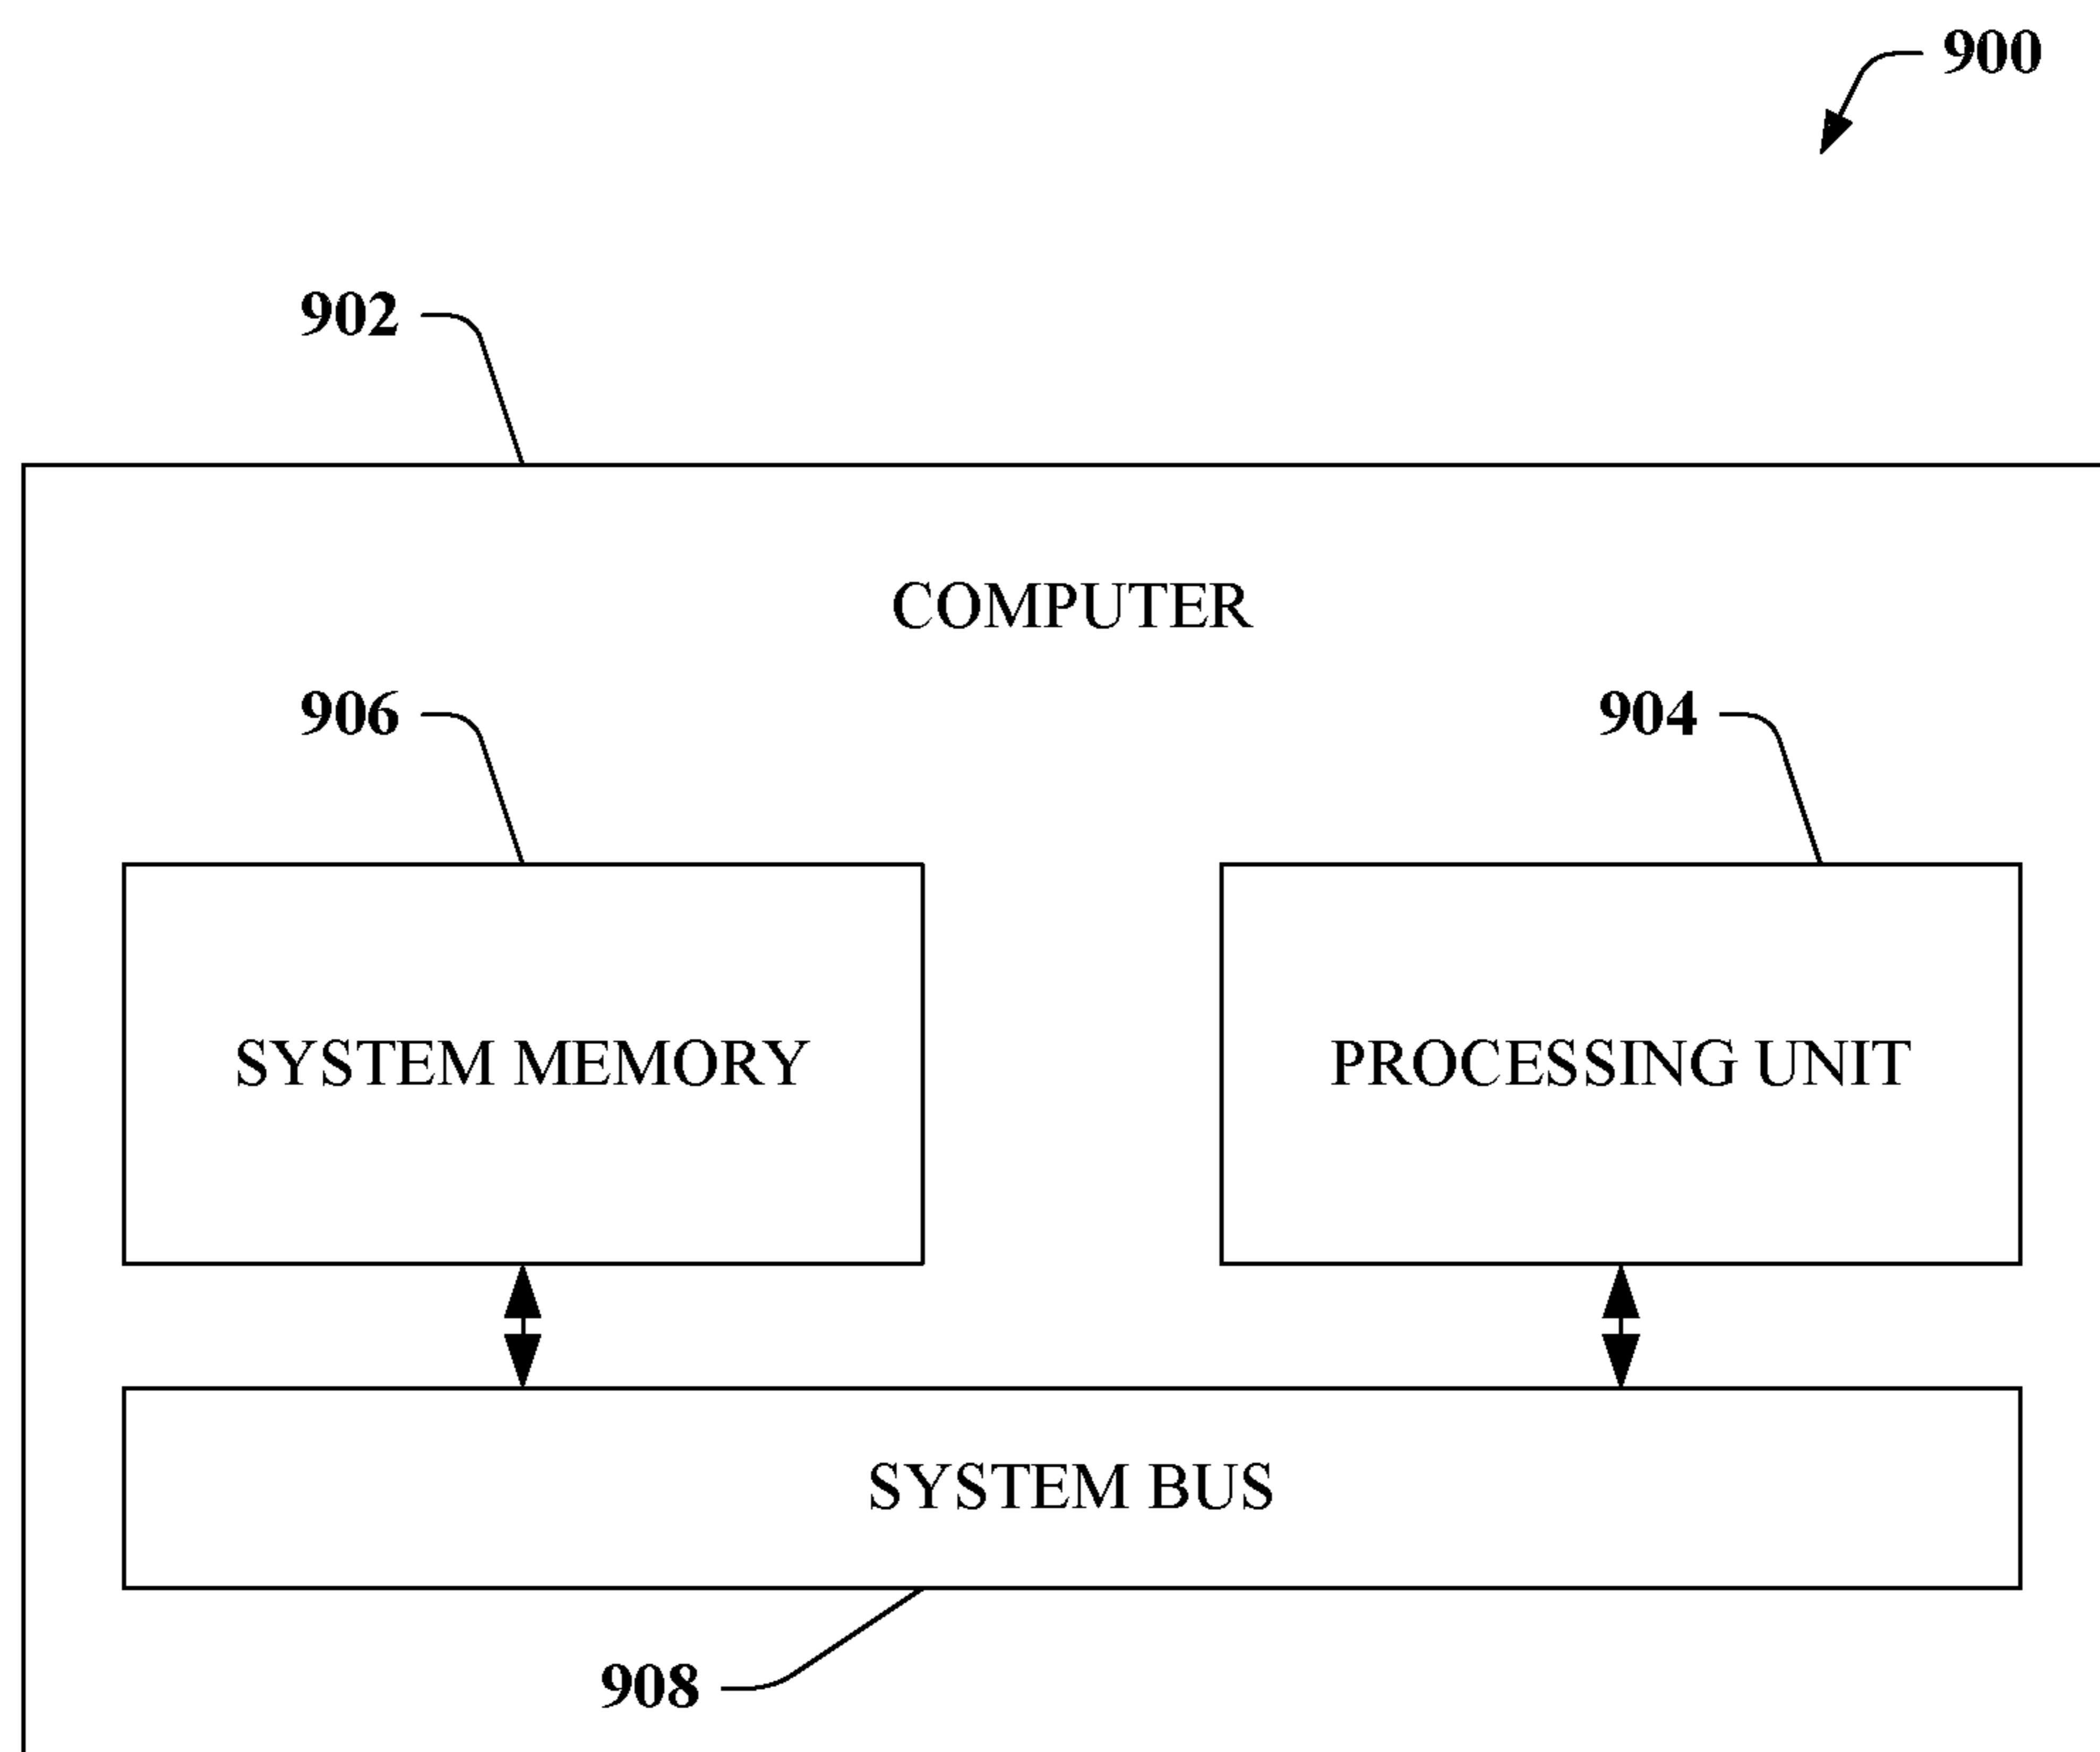 900
902
COMPUTER
906
904
SYSTEM MEMORY
PROCESSING UNIT
SYSTEM BUS
908